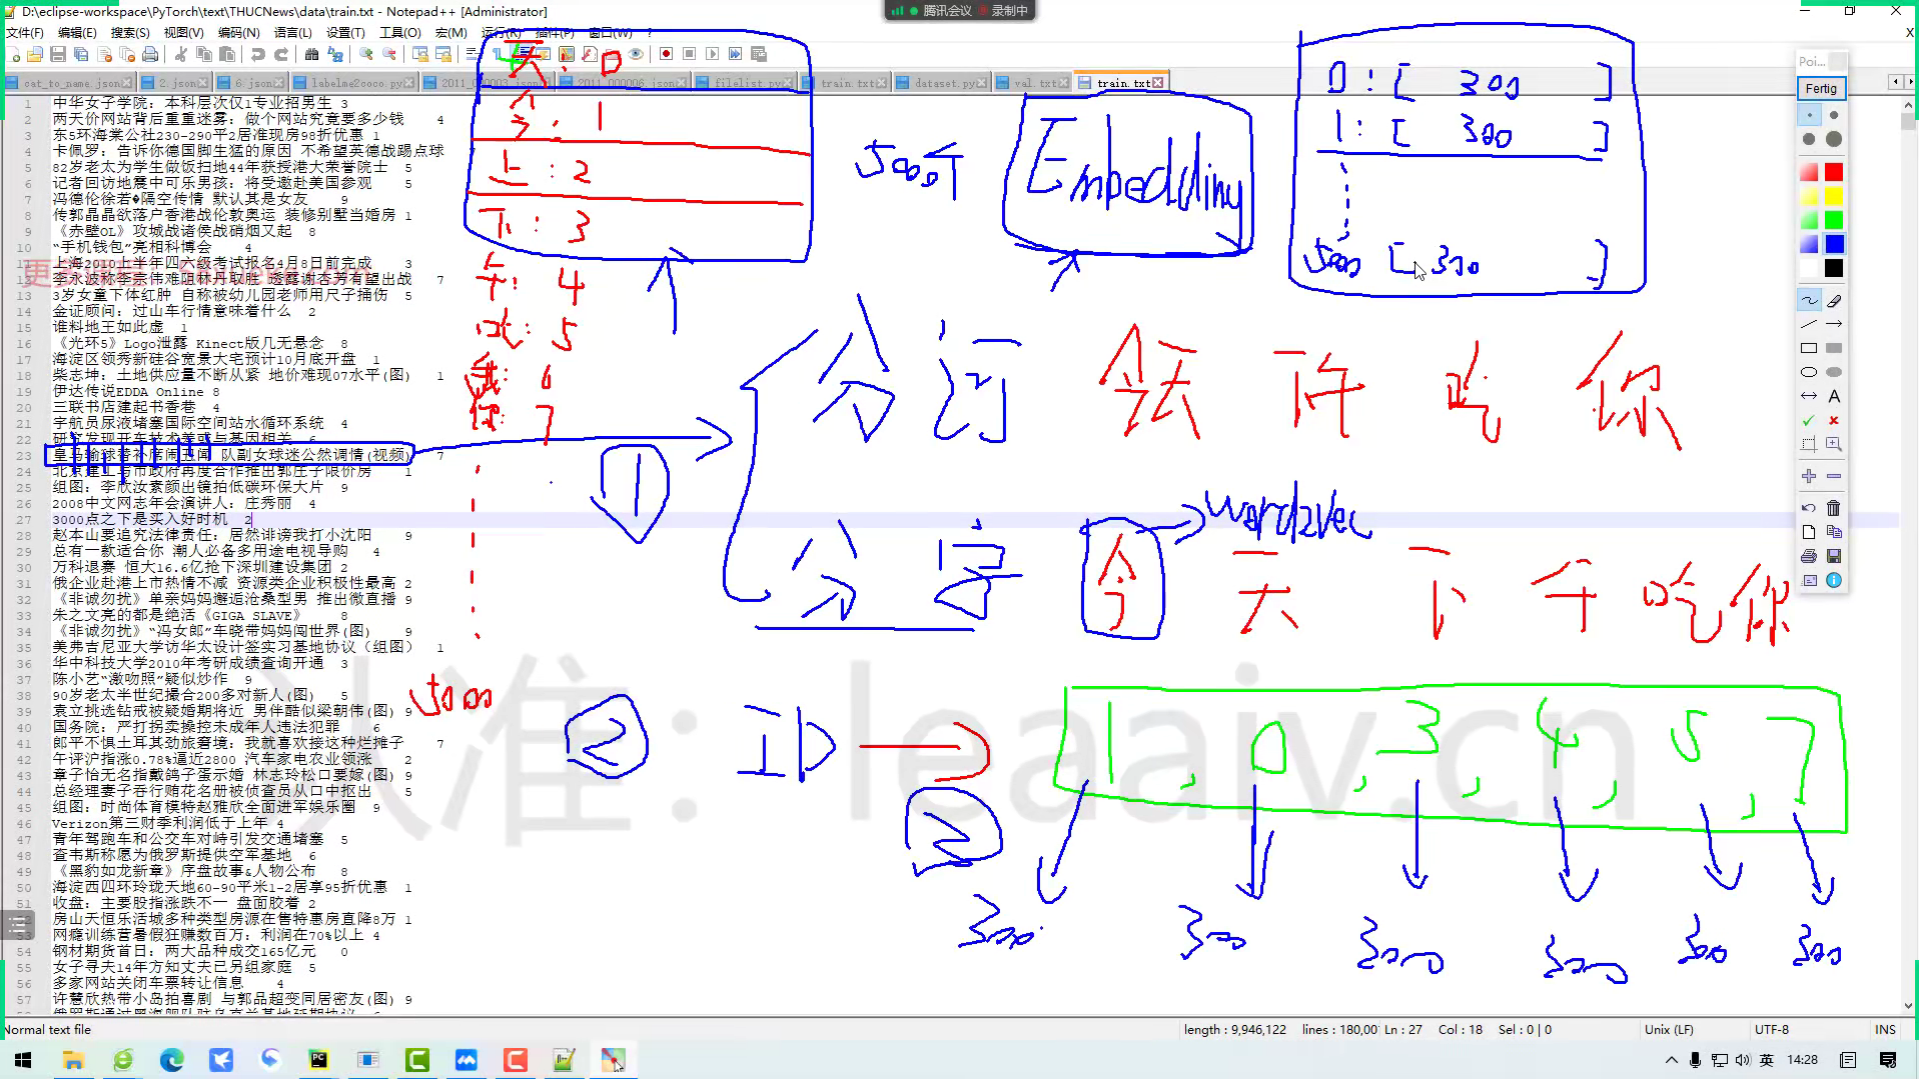 D:\eclipse-workspace\PyTorch\text\THUCNews\data\train.txt - Notepad++ [Administrator]
腾讯会议 录制中
文件(F) 编辑(E) 搜索(S) 视图(V) 编码(N) 语言(L) 设置(T) 工具(O) 宏(M) 运行(R) 插件(P) 窗口(W) ?
cat_to_name.json 2.json 6.json labelme2coco.py filelist.py train.txt dataset.py val.txt train.txt
1 中华女子学院：本科层次仅1专业招男生 3
2 两天价网站背后重重迷雾：做个网站究竟要多少钱 4
3 东5环海棠公社230-290平2居准现房98折优惠 1
4 卡佩罗：告诉你德国脚生猛的原因 不希望英德战踢点球
5 82岁老太为学生做饭扫地44年获授港大荣誉院士 5
6 记者回访地震中可乐男孩：将受邀赴美国参观 5
7 冯德伦徐若�隔空传情 默认其是女友 9
8 传郭晶晶欲落户香港战伦敦奥运 装修别墅当婚房 1
9 《赤壁OL》攻城战诸侯战硝烟又起 8
10 “手机钱包”亮相科博会 4
11 上海2010上半年四六级考试报名4月8日前完成 3
12 李永波称李宗伟难阻林丹取胜 透露谢杏芳有望出战 7
13 3岁女童下体红肿 自称被幼儿园老师用尺子捅伤 5
14 金证顾问：过山车行情意味着什么 2
15 谁料地王如此虚 1
16 《光环5》Logo泄露 Kinect版几无悬念 8
17 海淀区领秀新硅谷宽景大宅预计10月底开盘 1
18 柴志坤：土地供应量不断从紧 地价难现07水平(图) 1
19 伊达传说EDDA Online 8
20 三联书店建起书香巷 4
21 宇航员尿液堵塞国际空间站水循环系统 4
22 研究发现开车技术差或与基因相关 6
23 皇马输球替补席闹丑闻 队副女球迷公然调情(视频) 7
24 北京建工与市政府再度合作推出郭庄子限价房 1
25 组图：李欣汝素颜出镜拍低碳环保大片 9
26 2008中文网志年会演讲人：庄秀丽 4
27 3000点之下是买入好时机 2
28 赵本山要追究法律责任：居然诽谤我打小沈阳 9
29 总有一款适合你 潮人必备多用途电视导购 4
30 万科退赛 恒大16.6亿抢下深圳建设集团 2
31 俄企业赴港上市热情不减 资源类企业积极性最高 2
32 《非诚勿扰》单亲妈妈邂逅沧桑型男 推出微直播 9
33 朱之文亮的都是绝活《GIGA SLAVE》 8
34 《非诚勿扰》“冯女郎”车晓带妈妈闯世界(图) 9
35 美弗吉尼亚大学访华太设计签实习基地协议（组图） 1
36 华中科技大学2010年考研成绩查询开通 3
37 陈小艺“激吻照”疑似炒作 9
38 90岁老太半世纪撮合200多对新人(图) 5
39 袁立挑选钻戒被疑婚期将近 男伴酷似梁朝伟(图) 9
40 国务院：严打拐卖操控未成年人违法犯罪 6
41 郎平不惧土耳其劲旅窘境：我就喜欢接这种烂摊子 7
42 午评沪指涨0.78%逼近2800 汽车家电农业领涨 2
43 章子怡无名指戴鸽子蛋示婚 林志玲松口要嫁(图) 9
44 总经理妻子吞行贿花名册被侦查员从口中抠出 5
45 组图：时尚体育模特赵雅欣全面进军娱乐圈 9
46 Verizon第三财季利润低于上年 4
47 青年驾跑车和公交车对峙引发交通堵塞 5
48 查韦斯称愿为俄罗斯提供空军基地 6
49 《黑豹如龙新章》序盘故事&人物公布 8
50 海淀西四环玲珑天地60-90平米1-2居享95折优惠 1
51 收盘：主要股指涨跌不一 盘面胶着 2
房山天恒乐活城多种类型房源在售特惠房直降8万 1
53 网瘾训练营暑假狂赚数百万：利润在70%以上 4
54 钢材期货首日：两大品种成交165亿元 0
55 女子寻夫14年方知丈夫已另组家庭 5
56 多家网站关闭车票转让信息 4
57 许慧欣热带小岛拍喜剧 与郭品超变同居密友(图) 9
天：0
今：1
上：2
下：3
午：4
吃：5
6
你：7
5000
5000个
Embedding
0：[ 300 ]
1：[ 300 ]
5000 [ 300 ]
1
分词 今天 下午 吃 你
word2vec
分字 今 天 下 午 吃 你
2 ID
1，0，3，4，5，7
2
300 300 300 300 300 300
认准：leaaiv.cn
Poi...
Fertig
A
Normal text file
length : 9,946,122 lines : 180,00
Ln : 27 Col : 18 Sel : 0 | 0
Unix (LF)
UTF-8
INS
英 14:28